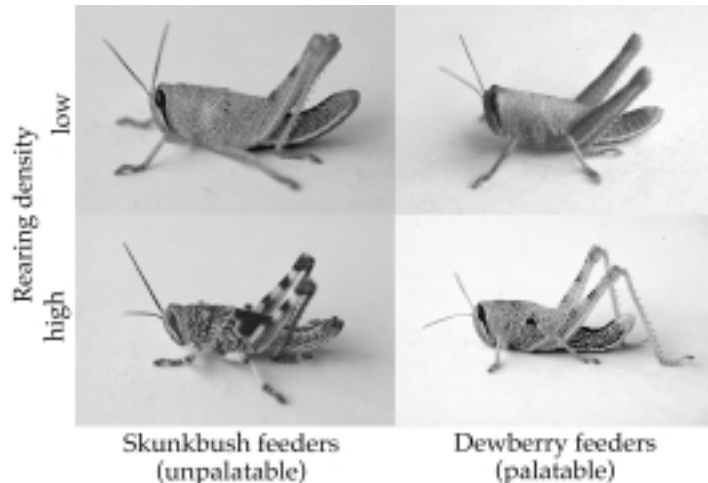 Rearing density
low
high
Skunkbush feeders
(unpalatable)
Dewberry feeders
(palatable)